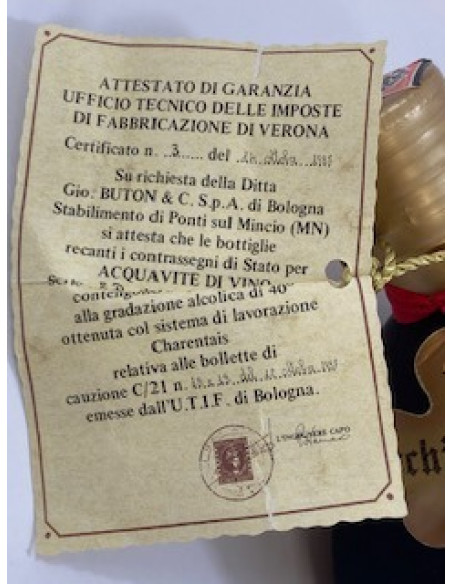 ATTESTATO DI GARANZIA
UFFICIO TECNICO DELLE IMPOSTE
DI FABBRICAZIONE DI VERONA
Certificato n. ..3...... del
Su richiesta della Ditta
Gio: BUTON & C. S.p.A. di Bologna
Stabilimento di Ponti sul Mincio (MN)
si attesta che le bottiglie
recanti i contrassegni di Stato per
ACQUAVITE DI VINO
alla gradazione alcolica di 40°
ottenuta col sistema di lavorazione
Charentais
relativa alle bollette di
cauzione C/21 n.
emesse dall'U.T.I.F. di Bologna.
L'INGEGNERE CAPO